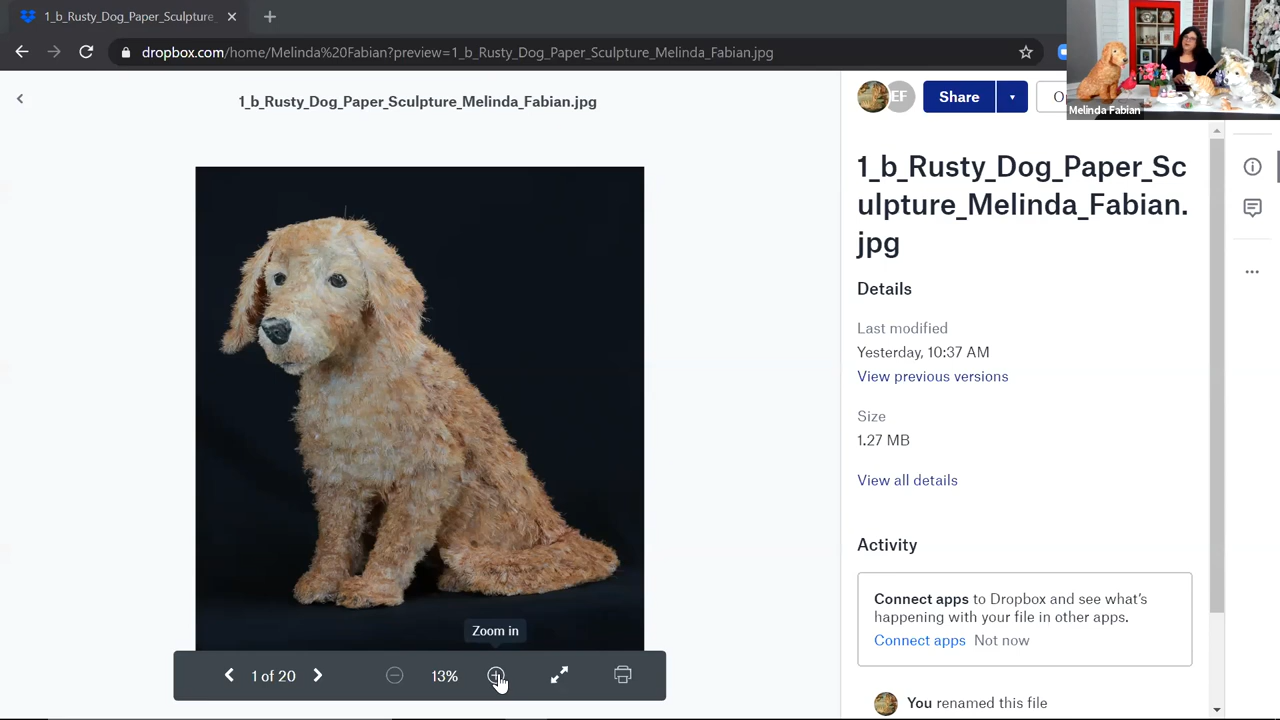 1_b_Rusty_Dog_Paper_Sculpture
dropbox.com/home/Melinda%20Fabian?preview=1_b_Rusty_Dog_Paper_Sculpture_Melinda_Fabian.jpg
Melinda Fabian
1_b_Rusty_Dog_Paper_Sculpture_Melinda_Fabian.jpg
EF
Share
1_b_Rusty_Dog_Paper_Sc
ulpture_Melinda_Fabian.
jpg
Details
Last modified
Yesterday, 10:37 AM
View previous versions
Size
1.27 MB
View all details
Activity
Connect apps to Dropbox and see what's
happening with your file in other apps.
Connect apps Not now
You renamed this file
Zoom in
1 of 20
13%